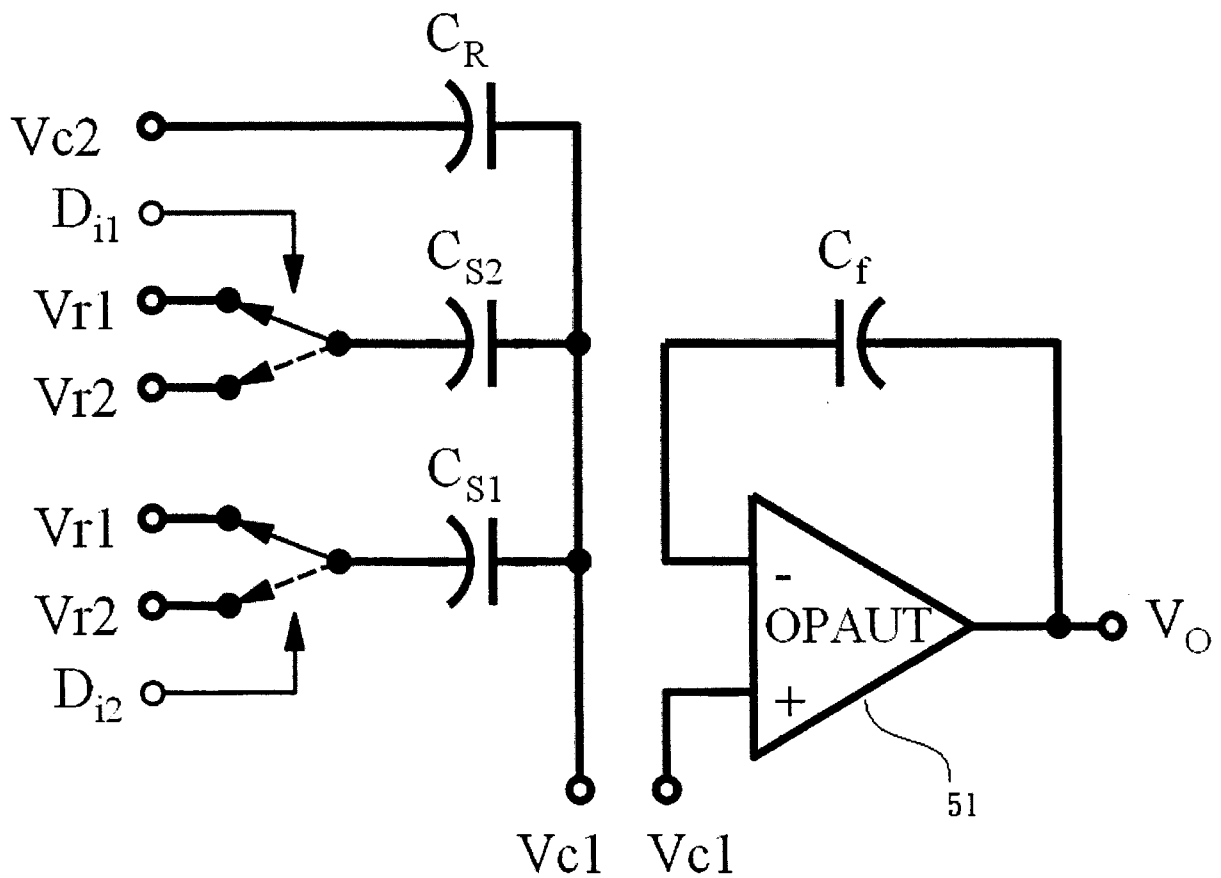 C_R
Vc2
D_i1
C_S2
C_f
Vr1
Vr2
C_S1
Vr1
Vr2
D_i2
-
OPAUT
+
V_O
51
Vc1 Vc1